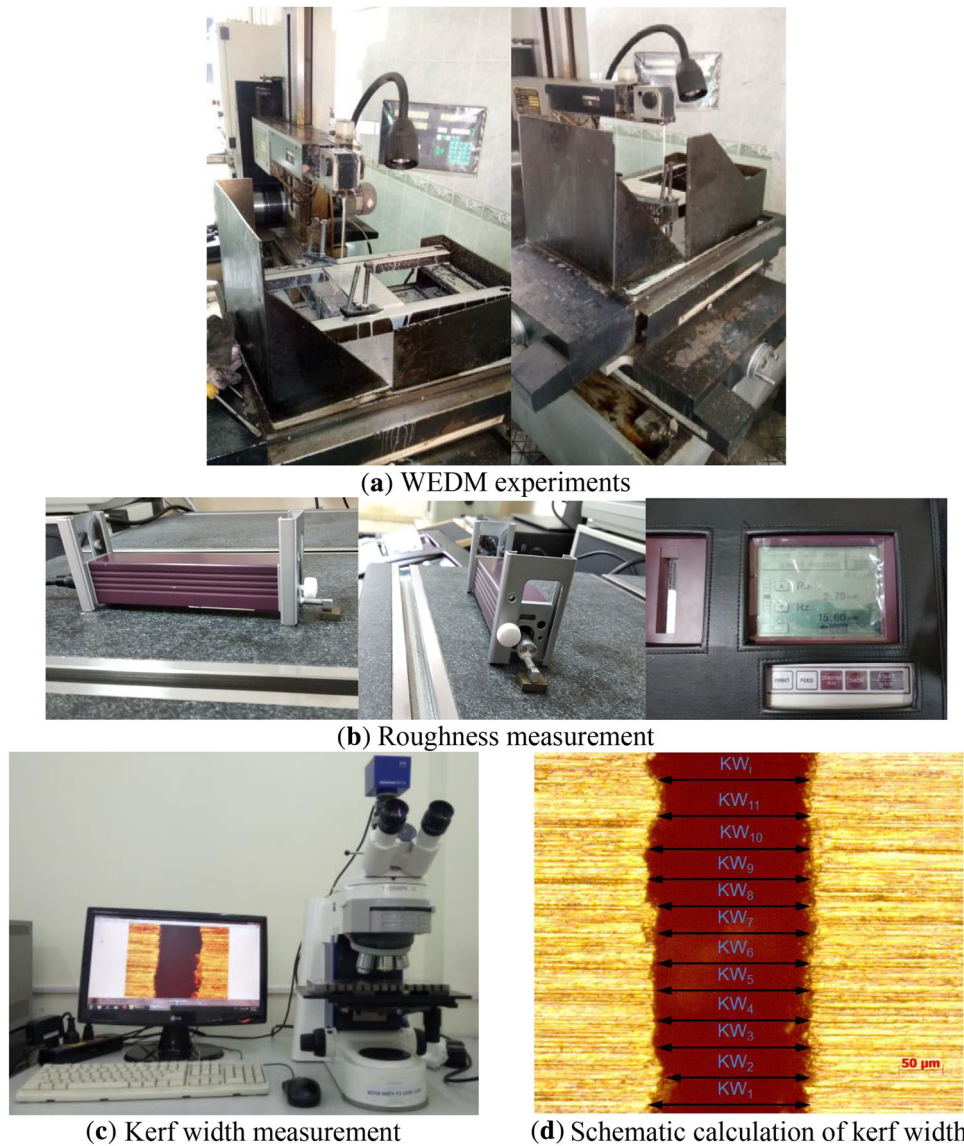 (a) WEDM experiments
2.79
Rz
15.60
PRINT
FEED
(b) Roughness measurement
KWi
KW11
KW10
KW9
KW8
KW7
KW6
KW5
KW4
KW3
KW2
KW1
50 µm
(c) Kerf width measurement
(d) Schematic calculation of kerf width